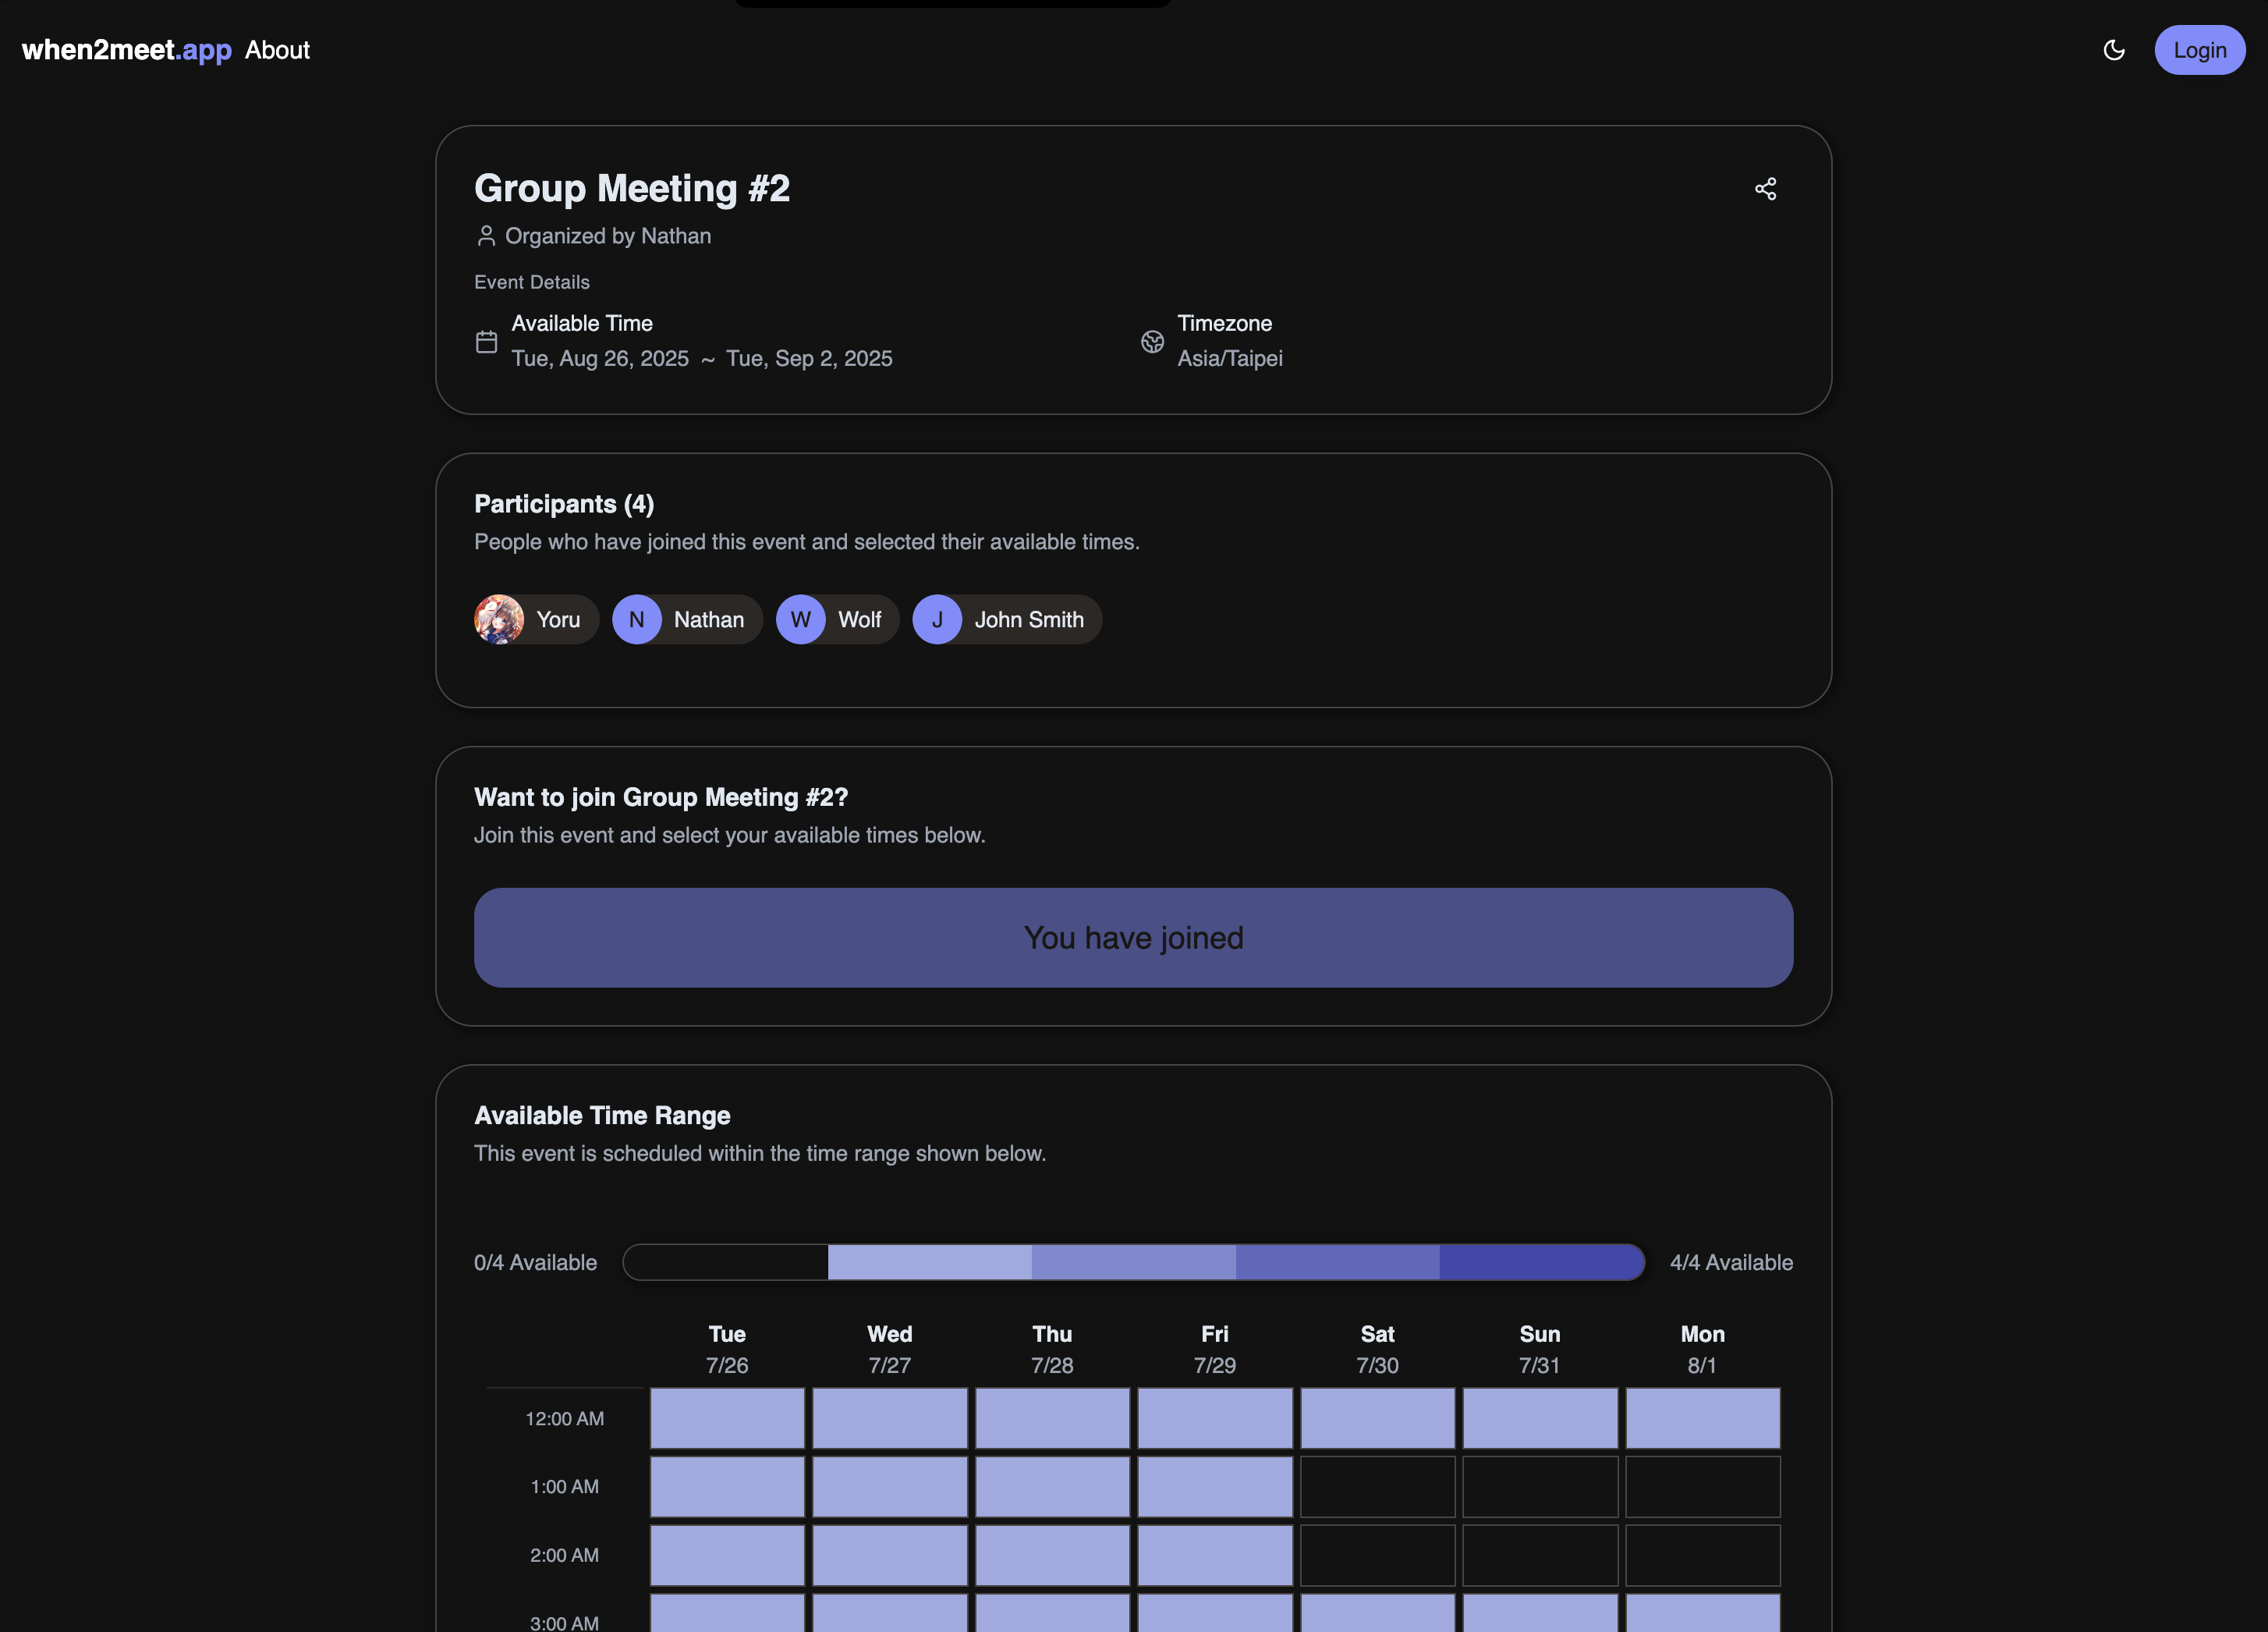 when2meet.app About
Login
Group Meeting #2
Organized by Nathan
Event Details
Available Time
Tue, Aug 26, 2025 ~ Tue, Sep 2, 2025
Timezone
Asia/Taipei
Participants (4)
People who have joined this event and selected their available times.
Yoru
N Nathan
W Wolf
J John Smith
Want to join Group Meeting #2?
Join this event and select your available times below.
You have joined
Available Time Range
This event is scheduled within the time range shown below.
0/4 Available
4/4 Available
Tue Wed Thu Fri Sat Sun Mon
7/26 7/27 7/28 7/29 7/30 7/31 8/1
12:00 AM
1:00 AM
2:00 AM
3:00 AM